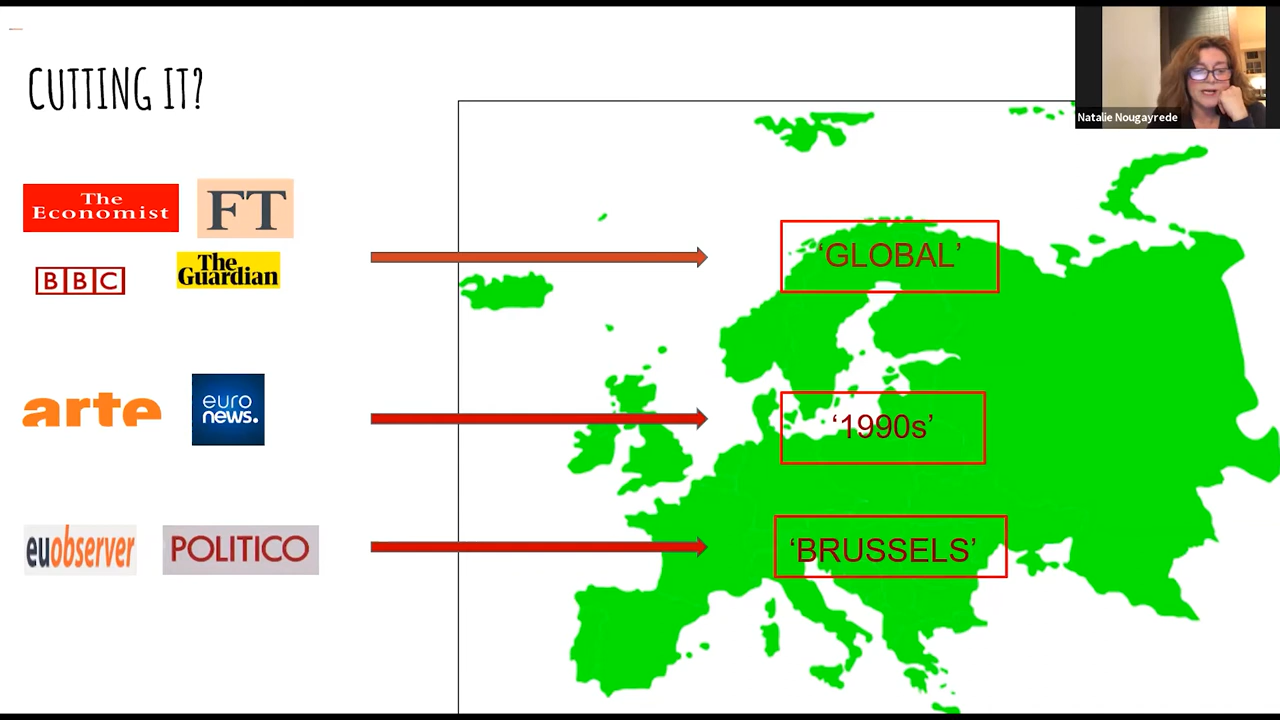 CUTTING IT?
Natalie Nougayrede
The
Economist
FT
BBC
The
Guardian
‘GLOBAL’
arte
euro
news.
‘1990s’
euobserver
POLITICO
‘BRUSSELS’